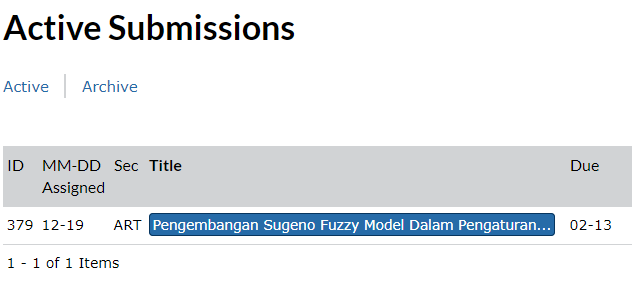 Active Submissions
Active Archive
ID MM-DD Assigned Sec Title Due
379 12-19 ART Pengembangan Sugeno Fuzzy Model Dalam Pengaturan... 02-13
1 - 1 of 1 Items